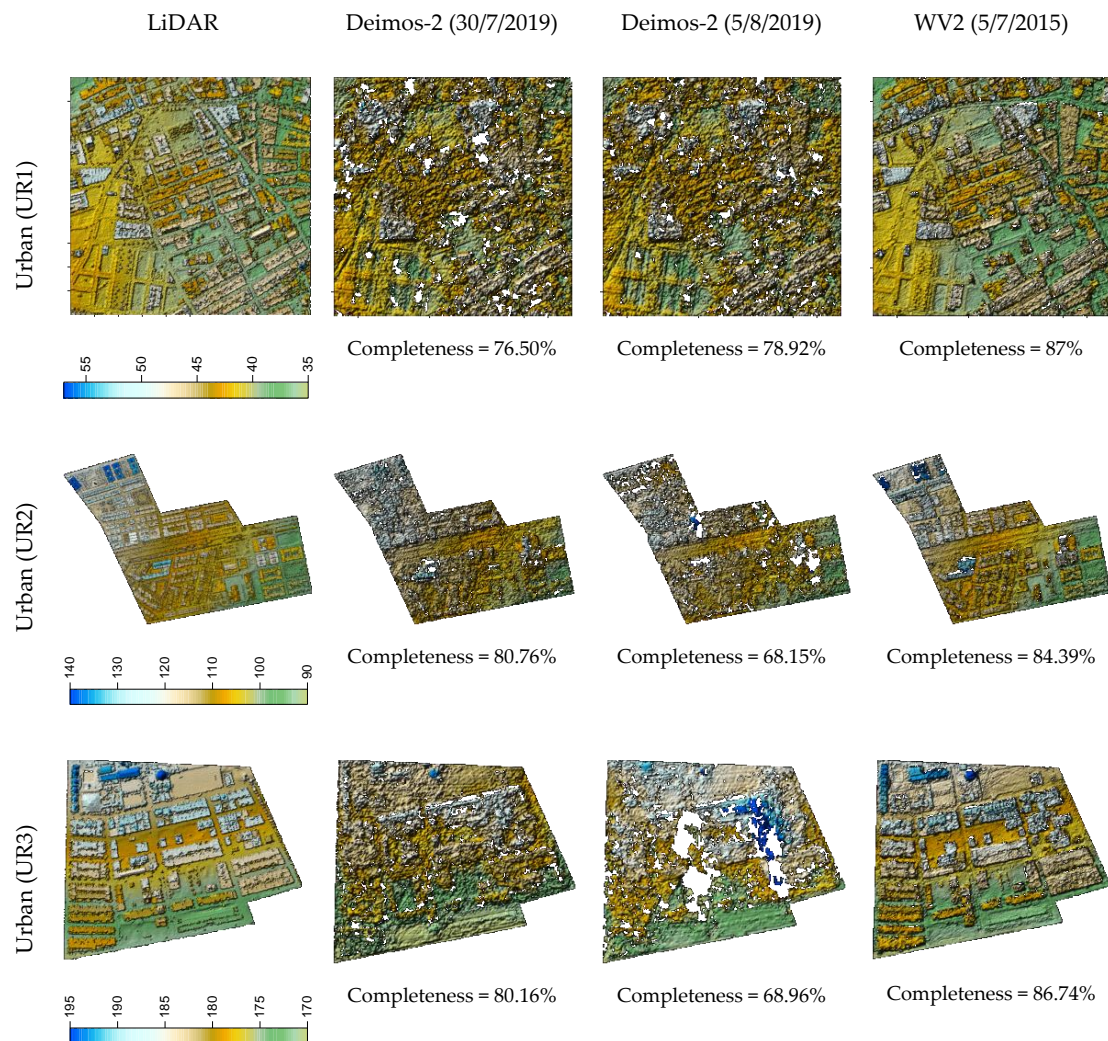 LiDAR Deimos-2 (30/7/2019) Deimos-2 (5/8/2019) WV2 (5/7/2015)
Urban (UR1)
Completeness = 76.50% Completeness = 78.92% Completeness = 87%
55 50 45 40 35
Urban (UR2)
Completeness = 80.76% Completeness = 68.15% Completeness = 84.39%
140 130 120 110 100 90
Urban (UR3)
Completeness = 80.16% Completeness = 68.96% Completeness = 86.74%
195 190 185 180 175 170